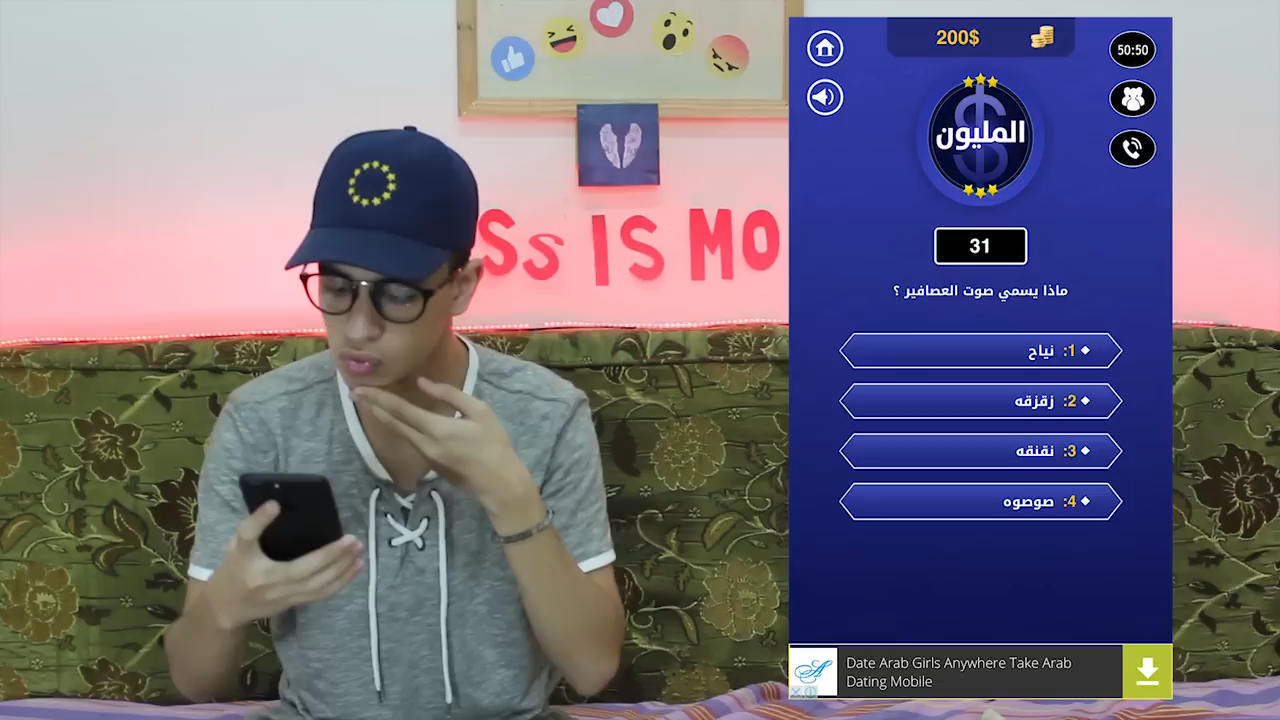 Ss IS MO
200$
50:50
المليون
31
ماذا يسمي صوت العصافير ؟
1: نياح
2: زقزقه
3: نقنقه
4: صوصوه
Date Arab Girls Anywhere Take Arab
Dating Mobile